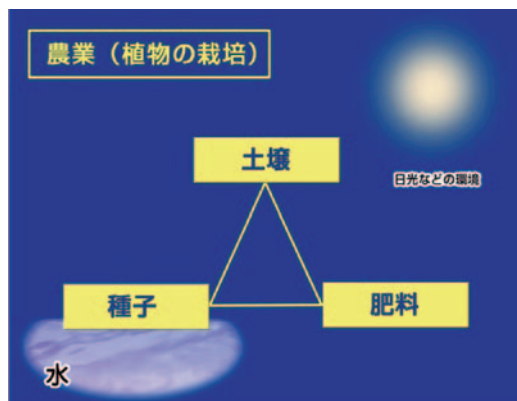 農業（植物の栽培）
土壌
日光などの環境
種子
肥料
水